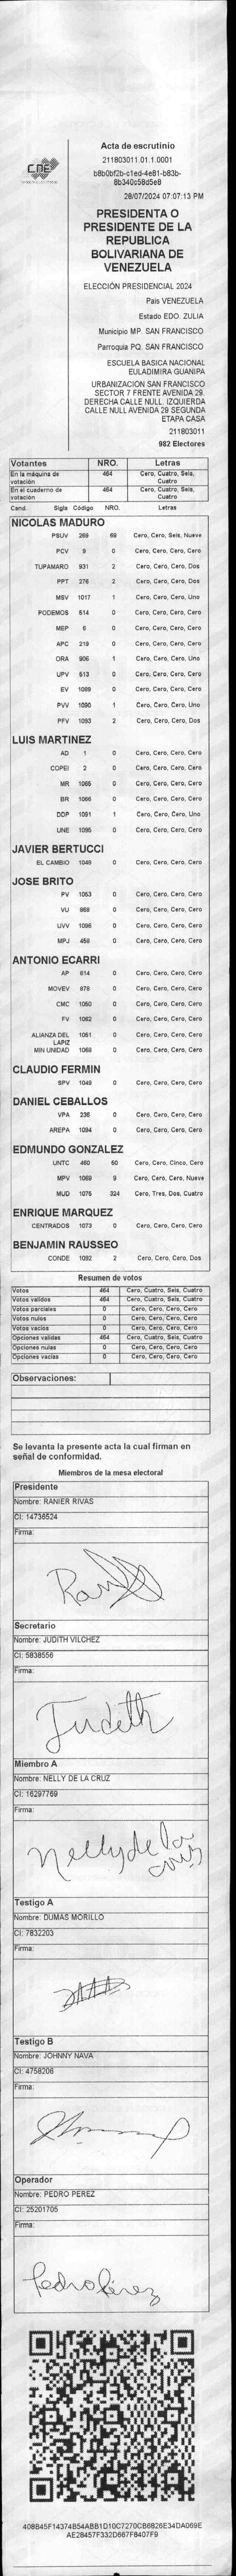 CNE
Acta de escrutinio
211803011.01.1.0001
b8b0bf2b-c1ed-4e81-b83b-
8b340c58d5e8
28/07/2024 07:07:13 PM
PRESIDENTA O
PRESIDENTE DE LA
REPUBLICA
BOLIVARIANA DE
VENEZUELA
ELECCIÓN PRESIDENCIAL 2024
País VENEZUELA
Estado EDO. ZULIA
Municipio MP. SAN FRANCISCO
Parroquia PQ. SAN FRANCISCO
ESCUELA BASICA NACIONAL
EULADIMIRA GUANIPA
URBANIZACIÓN SAN FRANCISCO
SECTOR 7 FRENTE AVENIDA 29.
DERECHA CALLE NULL. IZQUIERDA
CALLE NULL AVENIDA 29 SEGUNDA
ETAPA CASA
211803011
982 Electores
Votantes NRO. Letras
En la máquina de votación 464 Cero, Cuatro, Seis, Cuatro
En el cuaderno de votación 464 Cero, Cuatro, Seis, Cuatro
Cand. Sigla Código NRO. Letras
NICOLAS MADURO
PSUV 269 69 Cero, Cero, Seis, Nueve
PCV 9 0 Cero, Cero, Cero, Cero
TUPAMARO 931 2 Cero, Cero, Cero, Dos
PPT 276 2 Cero, Cero, Cero, Dos
MSV 1017 1 Cero, Cero, Cero, Uno
PODEMOS 514 0 Cero, Cero, Cero, Cero
MEP 6 0 Cero, Cero, Cero, Cero
APC 219 0 Cero, Cero, Cero, Cero
ORA 906 1 Cero, Cero, Cero, Uno
UPV 513 0 Cero, Cero, Cero, Cero
EV 1089 0 Cero, Cero, Cero, Cero
PVV 1090 1 Cero, Cero, Cero, Uno
PFV 1093 2 Cero, Cero, Cero, Dos
LUIS MARTINEZ
AD 1 0 Cero, Cero, Cero, Cero
COPEI 2 0 Cero, Cero, Cero, Cero
MR 1065 0 Cero, Cero, Cero, Cero
BR 1066 0 Cero, Cero, Cero, Cero
DDP 1091 1 Cero, Cero, Cero, Uno
UNE 1095 0 Cero, Cero, Cero, Cero
JAVIER BERTUCCI
EL CAMBIO 1048 0 Cero, Cero, Cero, Cero
JOSE BRITO
PV 1053 0 Cero, Cero, Cero, Cero
VU 868 0 Cero, Cero, Cero, Cero
UVV 1096 0 Cero, Cero, Cero, Cero
MPJ 459 0 Cero, Cero, Cero, Cero
ANTONIO ECARRI
AP 814 0 Cero, Cero, Cero, Cero
MOVEV 878 0 Cero, Cero, Cero, Cero
CMC 1050 0 Cero, Cero, Cero, Cero
FV 1062 0 Cero, Cero, Cero, Cero
ALIANZA DEL LAPIZ 1051 0 Cero, Cero, Cero, Cero
MIN UNIDAD 1068 0 Cero, Cero, Cero, Cero
CLAUDIO FERMIN
SPV 1049 0 Cero, Cero, Cero, Cero
DANIEL CEBALLOS
VPA 236 0 Cero, Cero, Cero, Cero
AREPA 1094 0 Cero, Cero, Cero, Cero
EDMUNDO GONZALEZ
UNTC 460 50 Cero, Cero, Cinco, Cero
MPV 1069 9 Cero, Cero, Cero, Nueve
MUD 1075 324 Cero, Tres, Dos, Cuatro
ENRIQUE MARQUEZ
CENTRADOS 1073 0 Cero, Cero, Cero, Cero
BENJAMIN RAUSSEO
CONDE 1092 2 Cero, Cero, Cero, Dos
Resumen de votos
Votos 464 Cero, Cuatro, Seis, Cuatro
Votos validos 464 Cero, Cuatro, Seis, Cuatro
Votos parciales 0 Cero, Cero, Cero, Cero
Votos nulos 0 Cero, Cero, Cero, Cero
Votos vacios 0 Cero, Cero, Cero, Cero
Opciones validas 464 Cero, Cuatro, Seis, Cuatro
Opciones nulas 0 Cero, Cero, Cero, Cero
Opciones vacias 0 Cero, Cero, Cero, Cero
Observaciones:
Se levanta la presente acta la cual firman en
señal de conformidad.
Miembros de la mesa electoral
Presidente
Nombre: RANIER RIVAS
CI: 14736524
Firma:
Secretario
Nombre: JUDITH VILCHEZ
CI: 5838556
Firma:
Judeth
Miembro A
Nombre: NELLY DE LA CRUZ
CI: 16297769
Firma:
Nelly de la
cruz
Testigo A
Nombre: DUMAS MORILLO
CI: 7832203
Firma:
Testigo B
Nombre: JOHNNY NAVA
CI: 4758206
Firma:
Operador
Nombre: PEDRO PEREZ
CI: 25201705
Firma:
Pedro Pérez
408B45F14374B54ABB1D10C7270CB6826E34DA069E
AE28457F332D667F8407F9